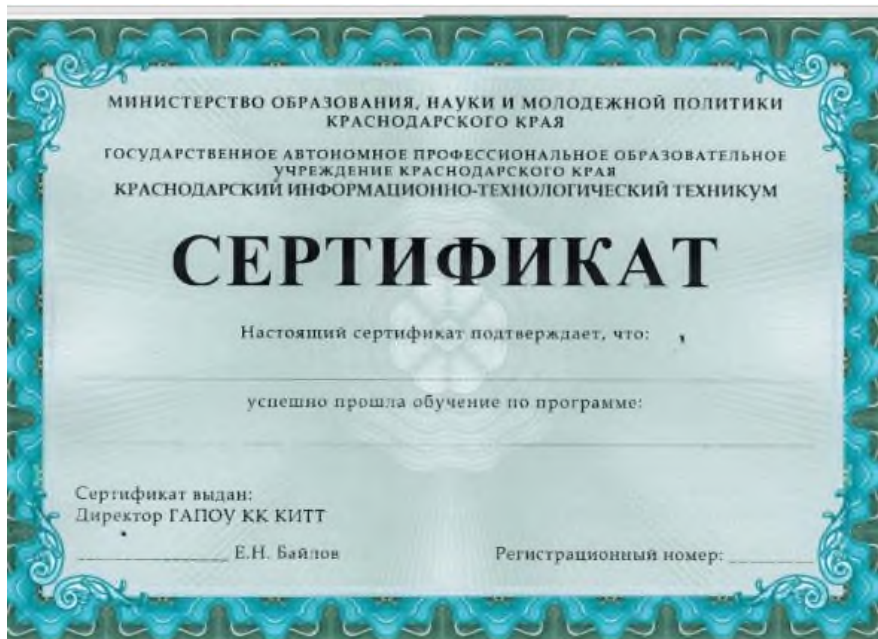 МИНИСТЕРСТВО ОБРАЗОВАНИЯ, НАУКИ И МОЛОДЕЖНОЙ ПОЛИТИКИ
КРАСНОДАРСКОГО КРАЯ
ГОСУДАРСТВЕННОЕ АВТОНОМНОЕ ПРОФЕССИОНАЛЬНОЕ ОБРАЗОВАТЕЛЬНОЕ
УЧРЕЖДЕНИЕ КРАСНОДАРСКОГО КРАЯ
КРАСНОДАРСКИЙ ИНФОРМАЦИОННО-ТЕХНОЛОГИЧЕСКИЙ ТЕХНИКУМ
СЕРТИФИКАТ
Настоящий сертификат подтверждает, что:
успешно прошла обучение по программе:
Сертификат выдан:
Директор ГАПОУ КК КИТТ
Е.Н. Байлов
Регистрационный номер: